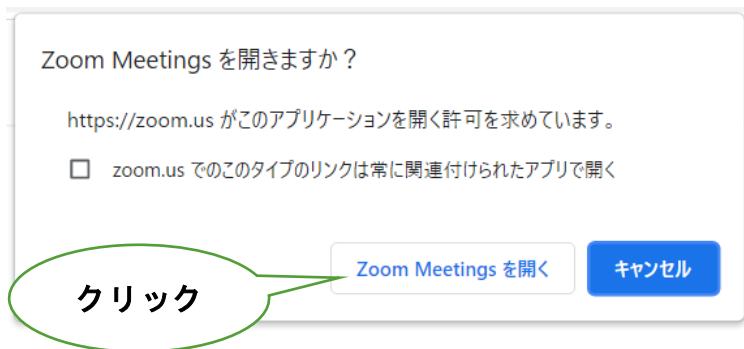 Zoom Meetings を開きますか？
https://zoom.us がこのアプリケーションを開く許可を求めています。
zoom.us でのこのタイプのリンクは常に関連付けられたアプリで開く
Zoom Meetings を開く
キャンセル
クリック